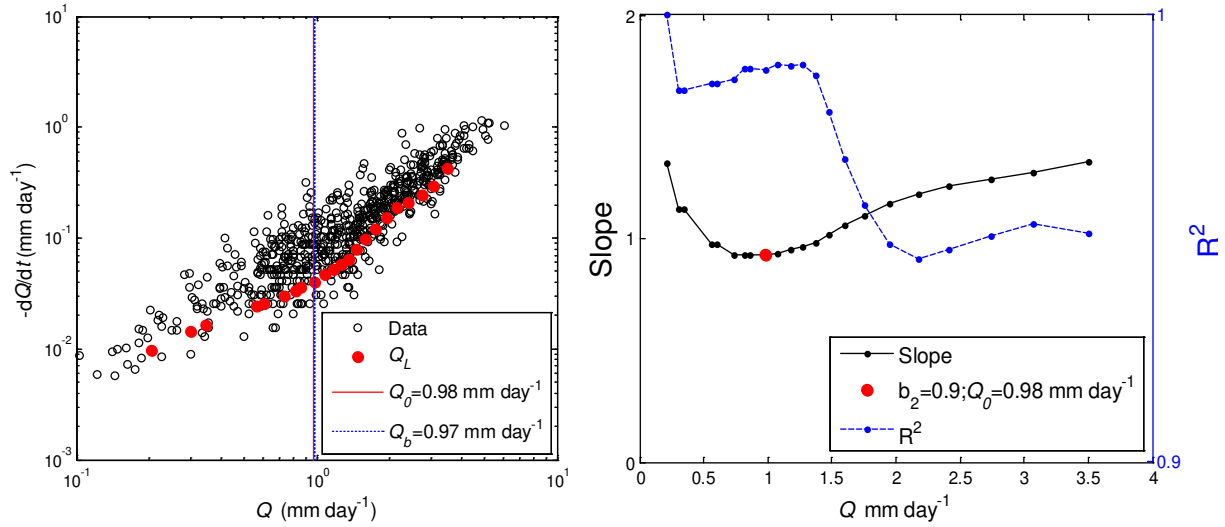 10^1
10^0
10^-1
10^-2
10^-3
-dQ/dt (mm day^-1)
Data
Q_L
Q_0=0.98 mm day^-1
Q_b=0.97 mm day^-1
10^-1
10^0
10^1
Q (mm day^-1)
2
1
0
Slope
Slope
b_2=0.9;Q_0=0.98 mm day^-1
R^2
0
0.5
1
1.5
2
2.5
3
3.5
4
Q mm day^-1
1
0.9
R^2